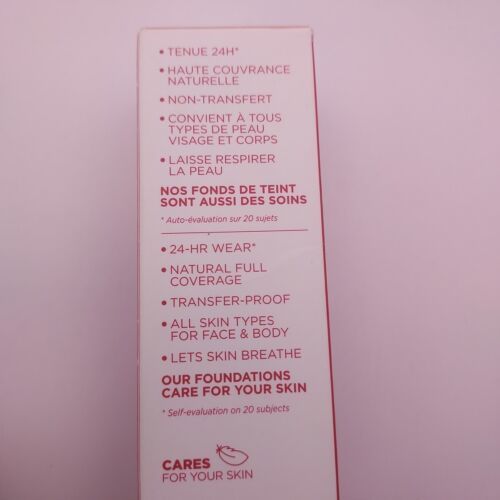 • TENUE 24H*
• HAUTE COUVRANCE
NATURELLE
• NON-TRANSFERT
• CONVIENT À TOUS
TYPES DE PEAU
VISAGE ET CORPS
• LAISSE RESPIRER
LA PEAU
NOS FONDS DE TEINT
SONT AUSSI DES SOINS
* Auto-évaluation sur 20 sujets
• 24-HR WEAR*
• NATURAL FULL
COVERAGE
• TRANSFER-PROOF
• ALL SKIN TYPES
FOR FACE & BODY
• LETS SKIN BREATHE
OUR FOUNDATIONS
CARE FOR YOUR SKIN
* Self-evaluation on 20 subjects
CARES
FOR YOUR SKIN